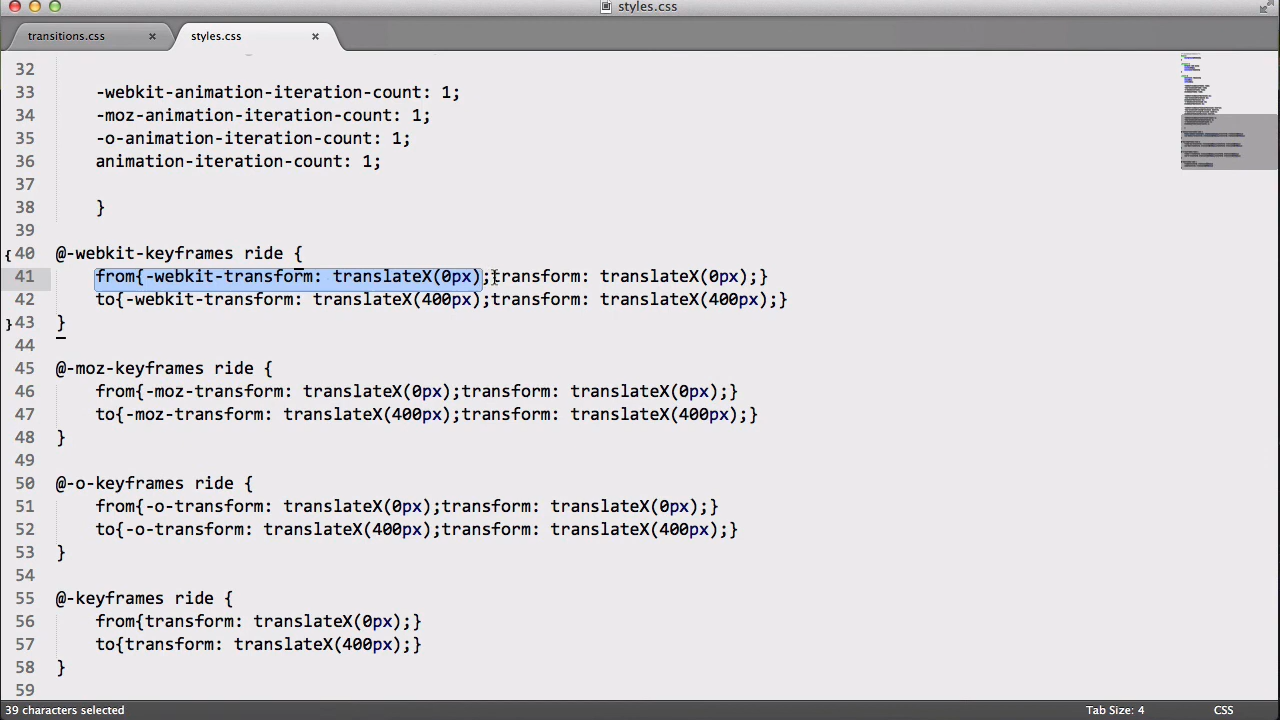 styles.css
transitions.css × styles.css ×
32
33 -webkit-animation-iteration-count: 1;
34 -moz-animation-iteration-count: 1;
35 -o-animation-iteration-count: 1;
36 animation-iteration-count: 1;
37
38 }
39
{40 @-webkit-keyframes ride {
41 from{-webkit-transform: translateX(0px);transform: translateX(0px);}
42 to{-webkit-transform: translateX(400px);transform: translateX(400px);}
}43 }
44
45 @-moz-keyframes ride {
46 from{-moz-transform: translateX(0px);transform: translateX(0px);}
47 to{-moz-transform: translateX(400px);transform: translateX(400px);}
48 }
49
50 @-o-keyframes ride {
51 from{-o-transform: translateX(0px);transform: translateX(0px);}
52 to{-o-transform: translateX(400px);transform: translateX(400px);}
53 }
54
55 @-keyframes ride {
56 from{transform: translateX(0px);}
57 to{transform: translateX(400px);}
58 }
59
39 characters selected Tab Size: 4 CSS